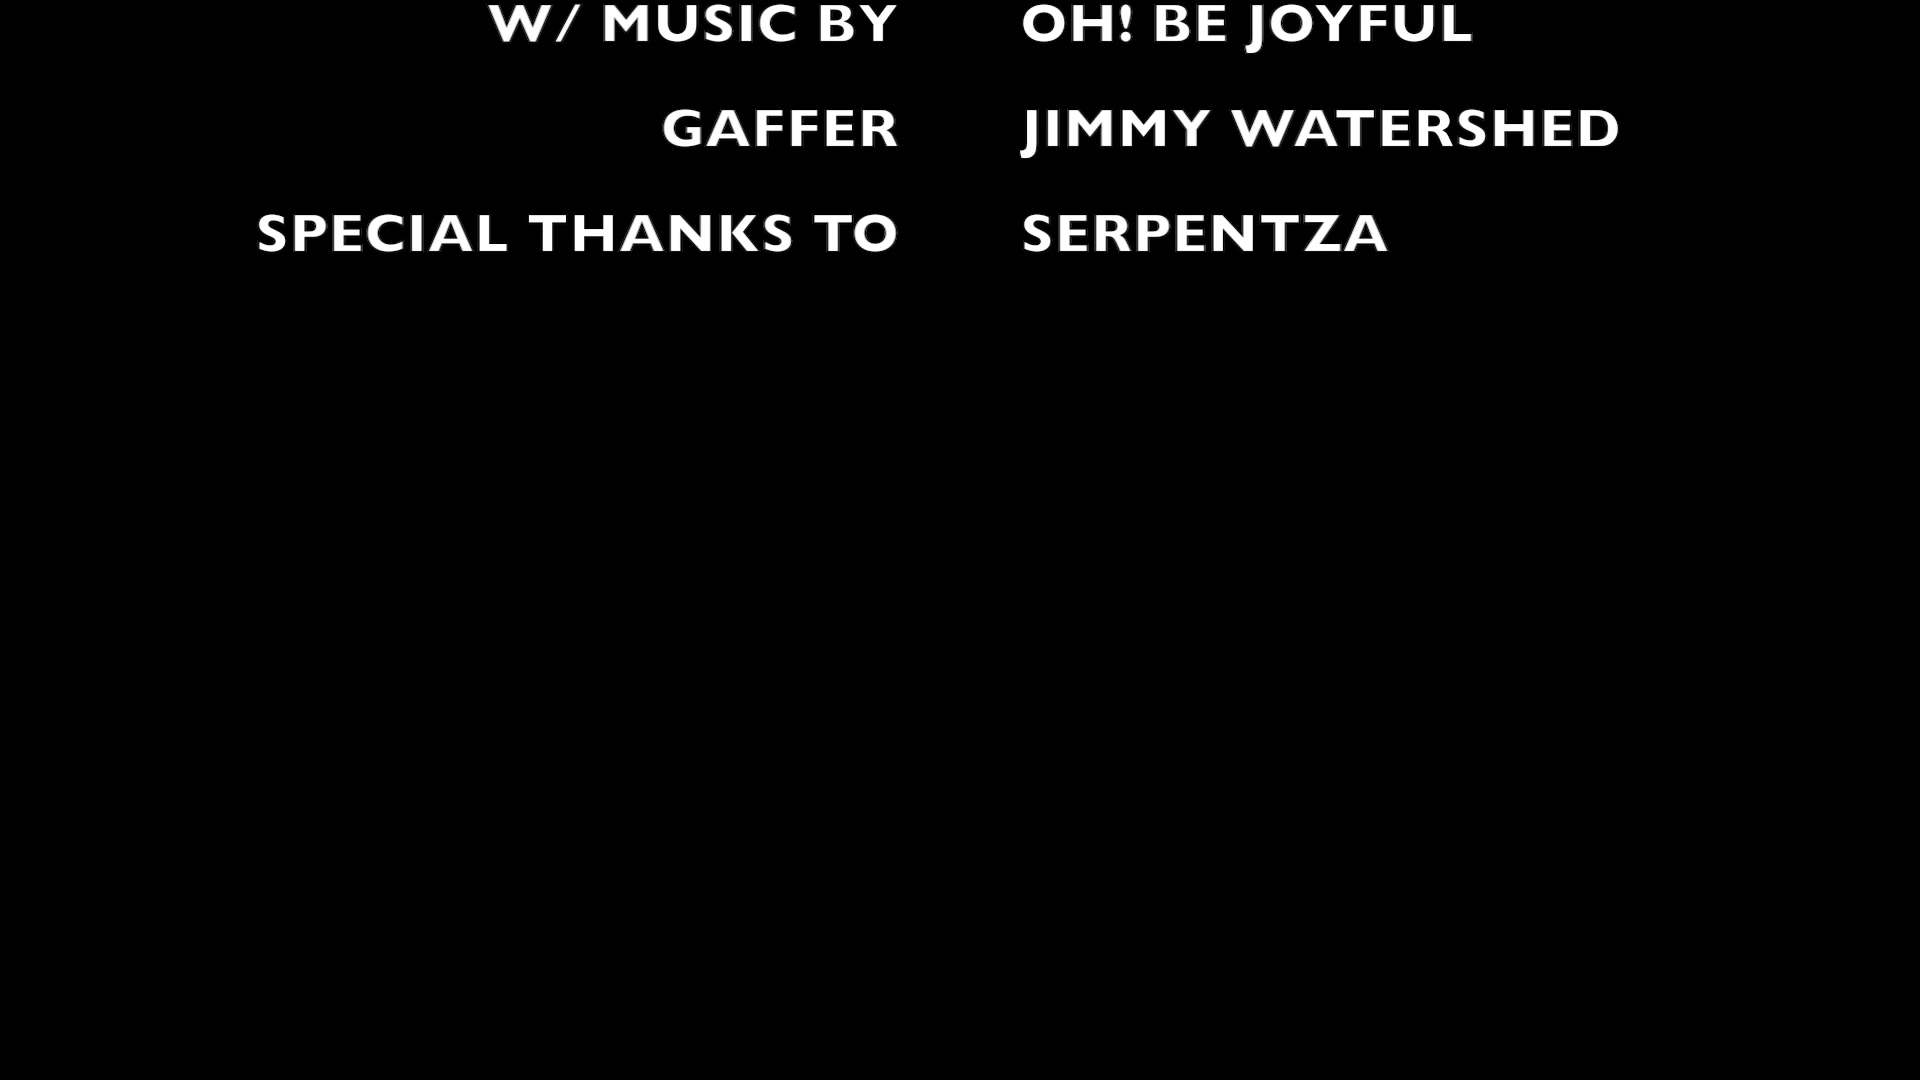 W/ MUSIC BY OH! BE JOYFUL
GAFFER JIMMY WATERSHED
SPECIAL THANKS TO SERPENTZA